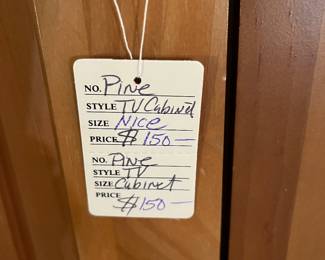 NO. Pine
STYLE TV Cabinet
SIZE Nice
PRICE $150—
NO. Pine
STYLE TV
SIZE Cabinet
PRICE $150—